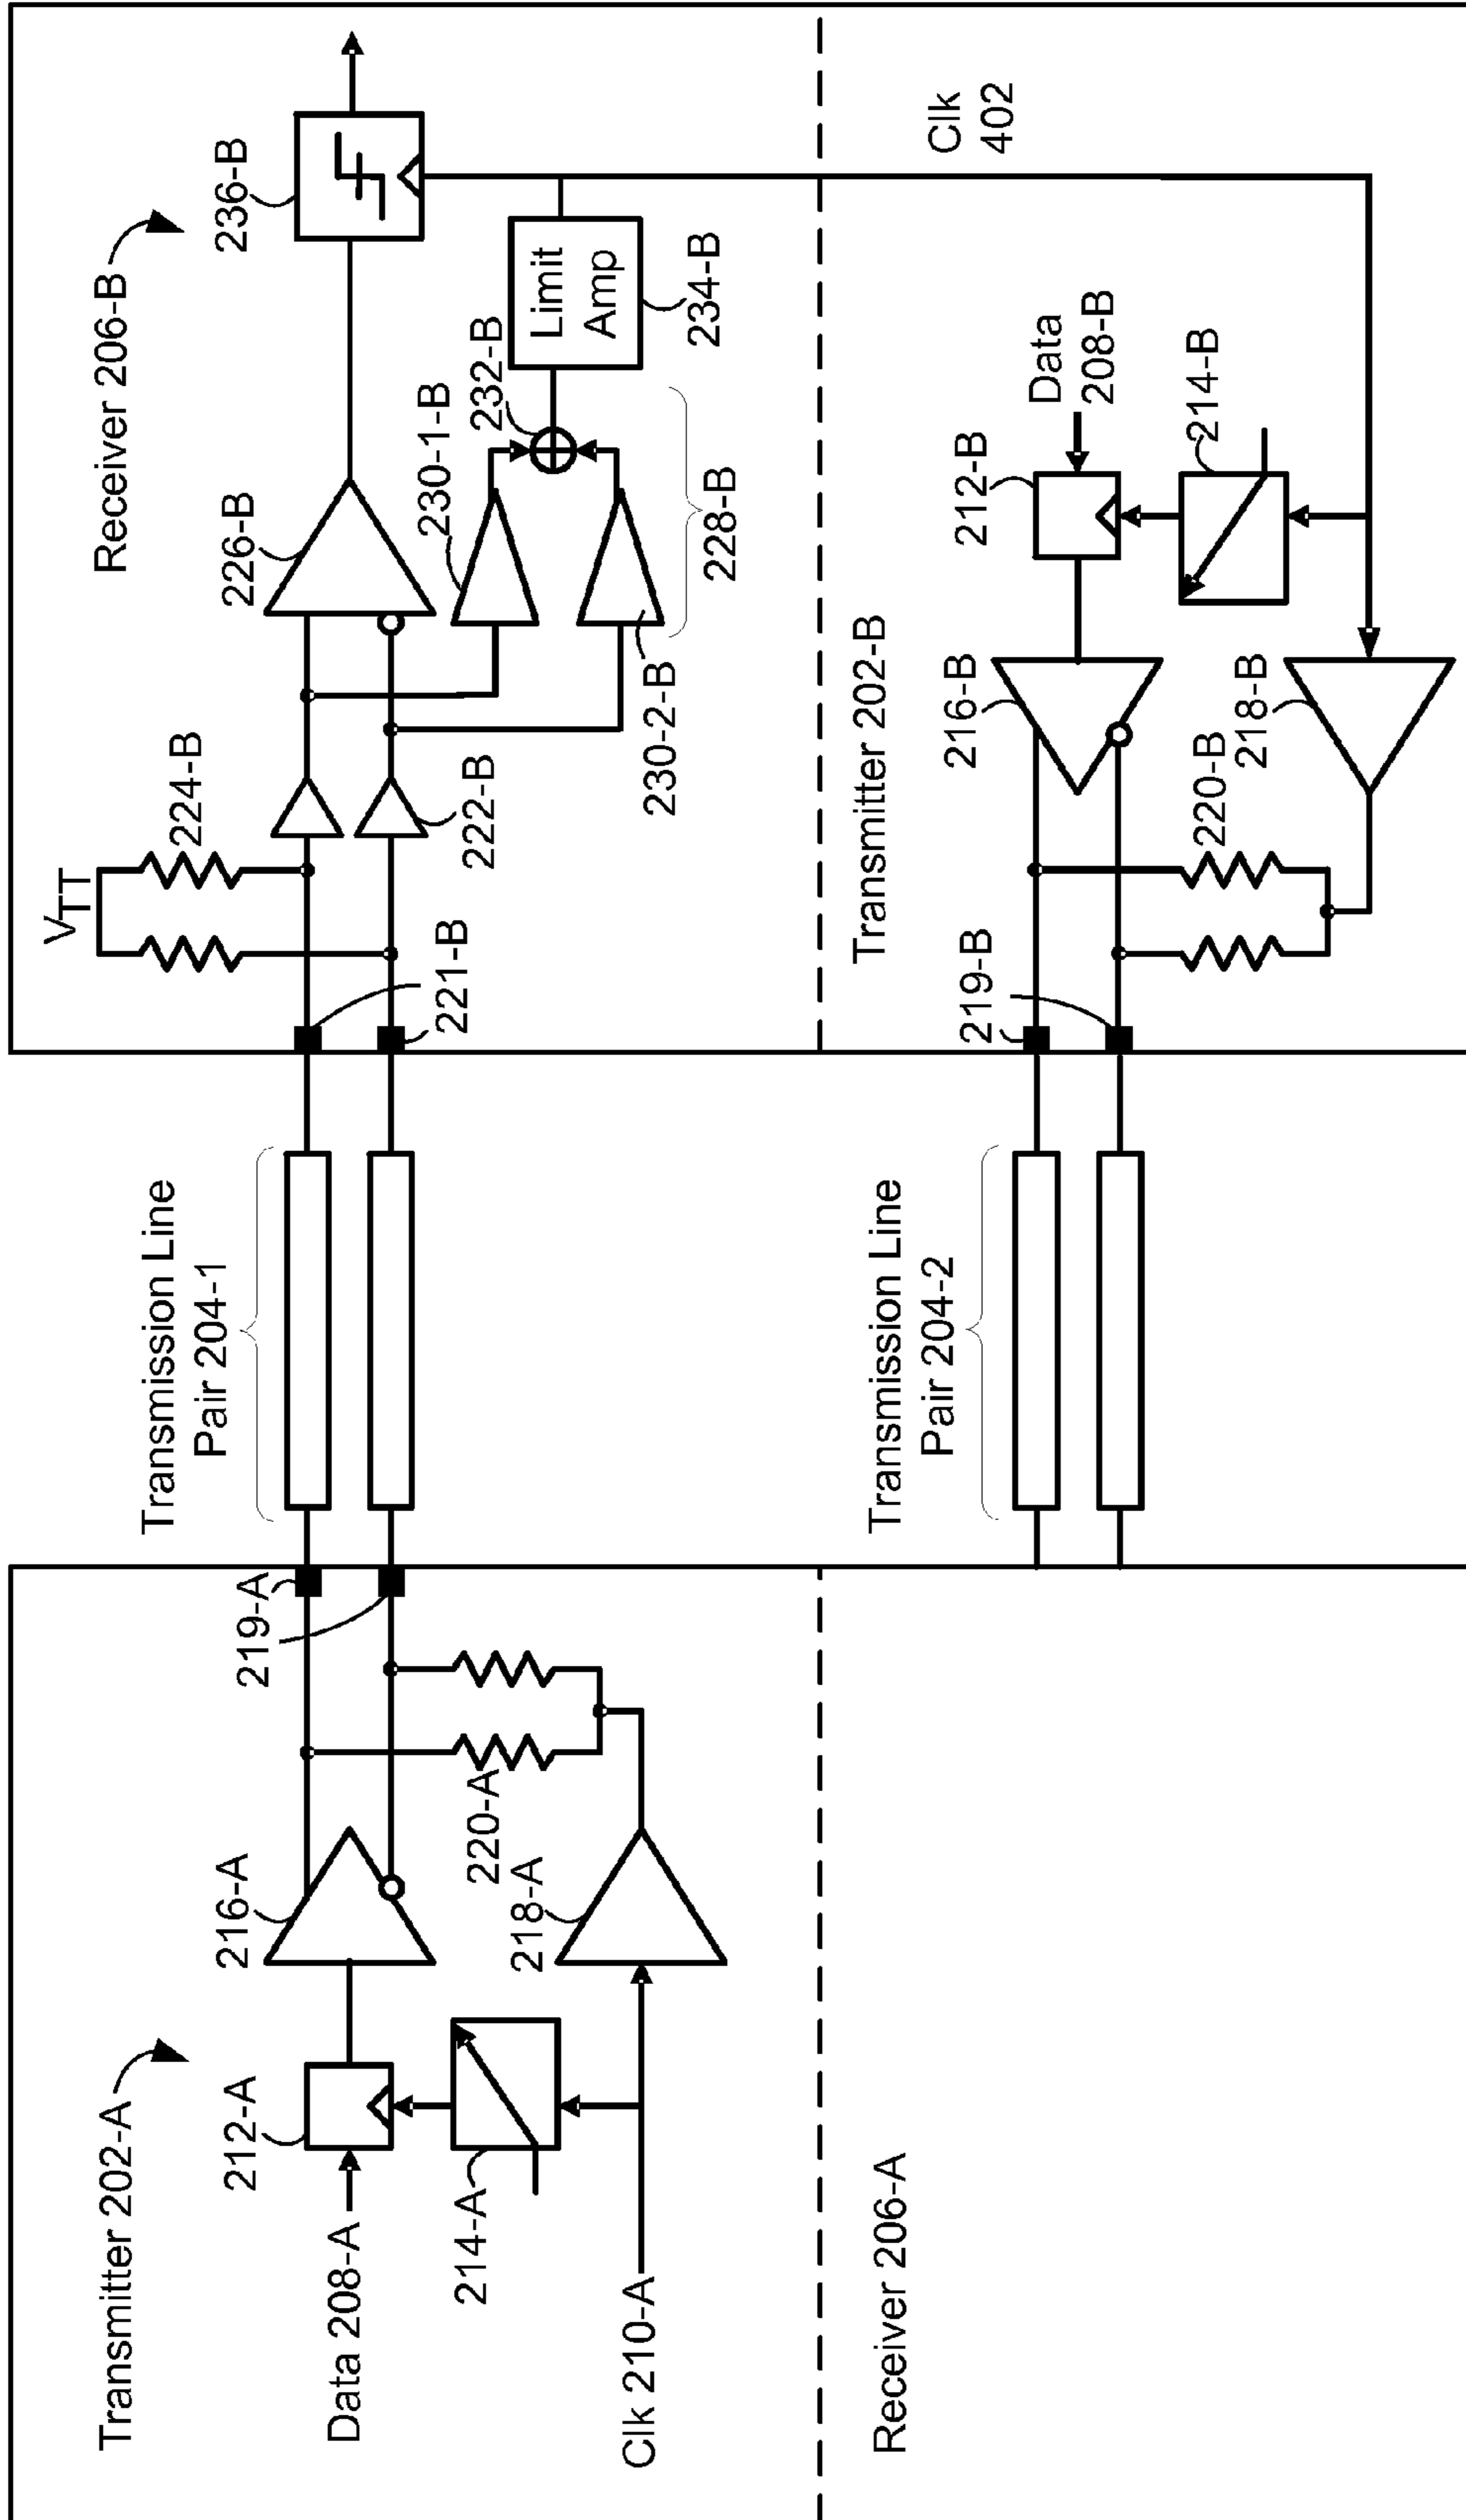 Transmitter 202-A
212-A
216-A
219-A
Data 208-A
214-A
218-A
220-A
Clk 210-A
Receiver 206-A
Transmission Line
Pair 204-1
Transmission Line
Pair 204-2
Receiver 206-B
VTT
224-B
226-B
236-B
221-B
222-B
230-1-B
232-B
Limit
Amp
234-B
230-2-B
228-B
Transmitter 202-B
Clk
402
219-B
216-B
212-B
Data
208-B
220-B
218-B
214-B